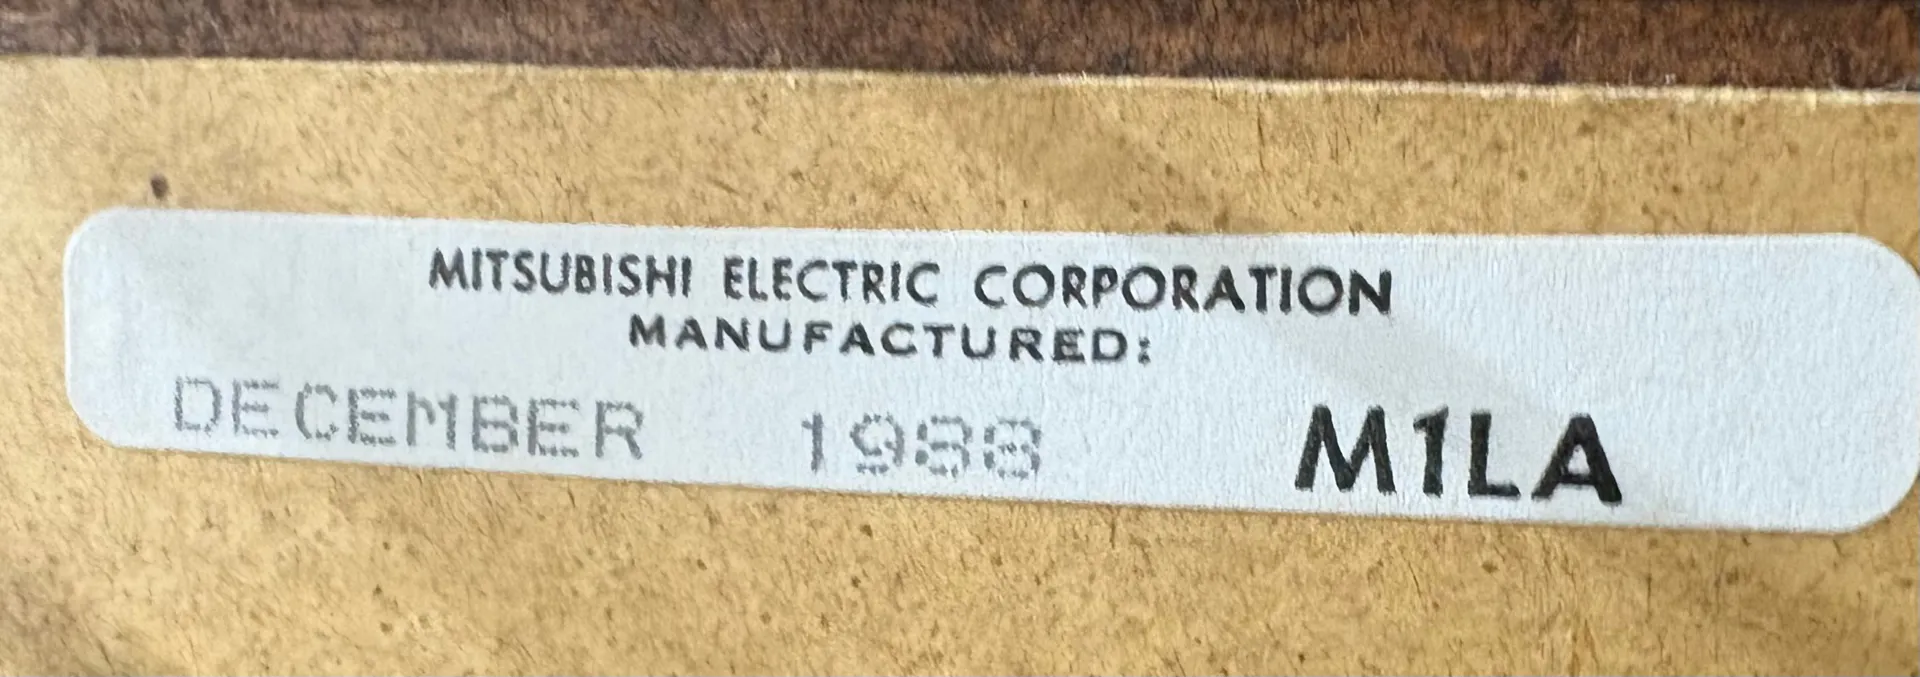 MITSUBISHI ELECTRIC CORPORATION
MANUFACTURED:
DECEMBER 1988 M1LA